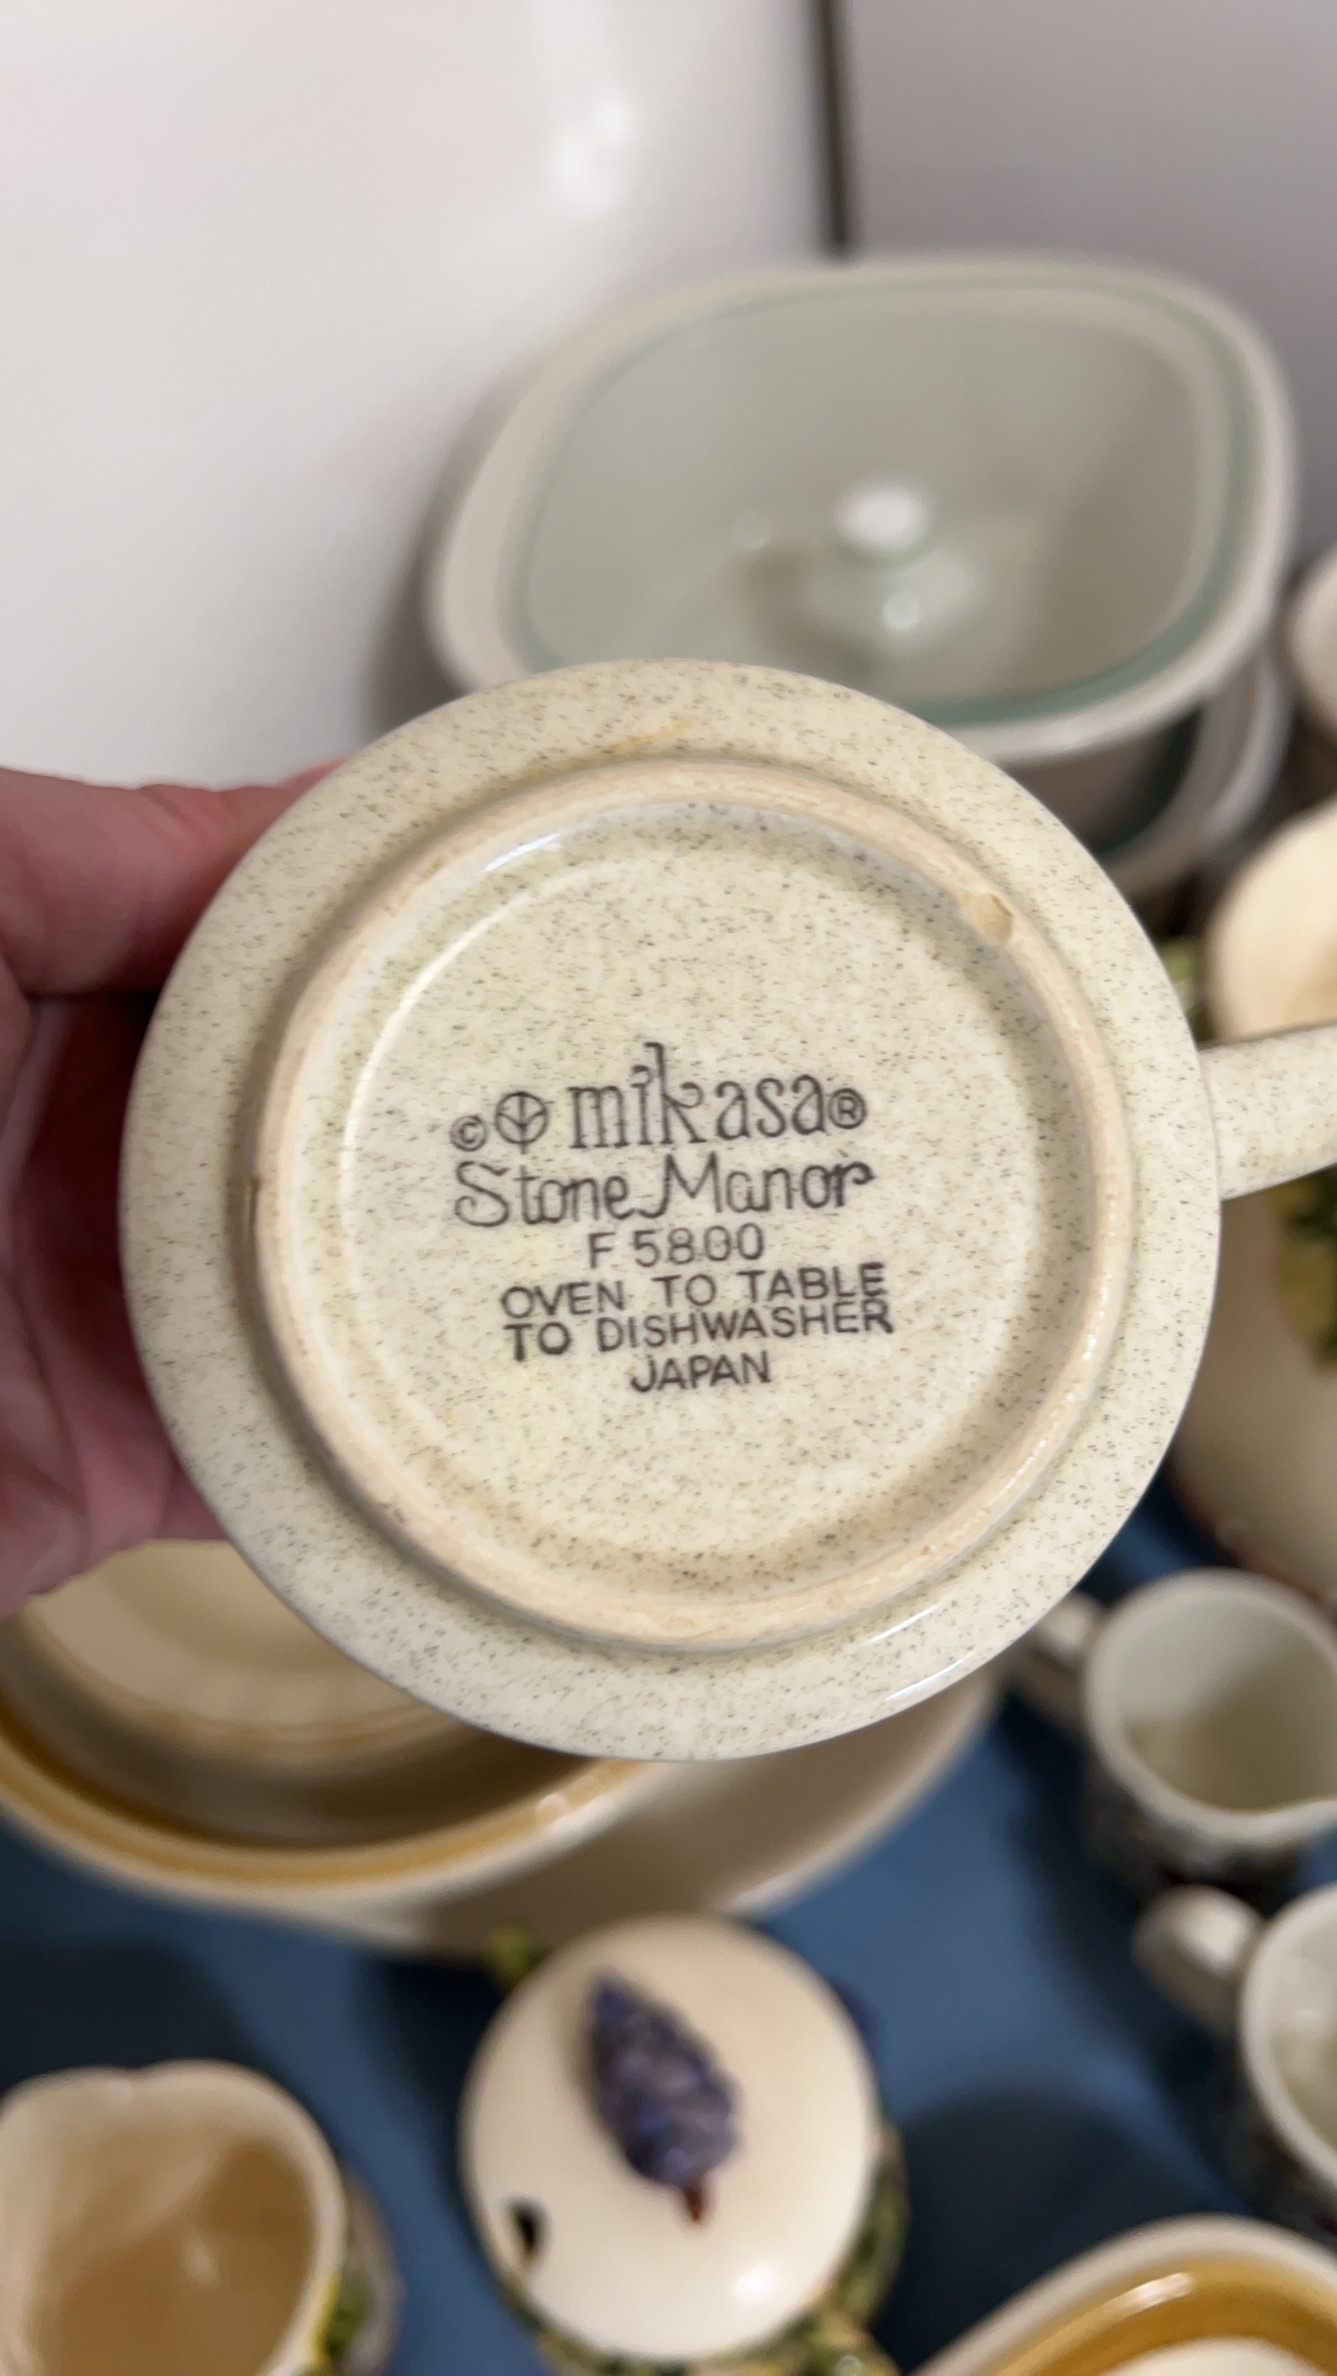 © mikasa®
Stone Manor
F 5800
OVEN TO TABLE
TO DISHWASHER
JAPAN